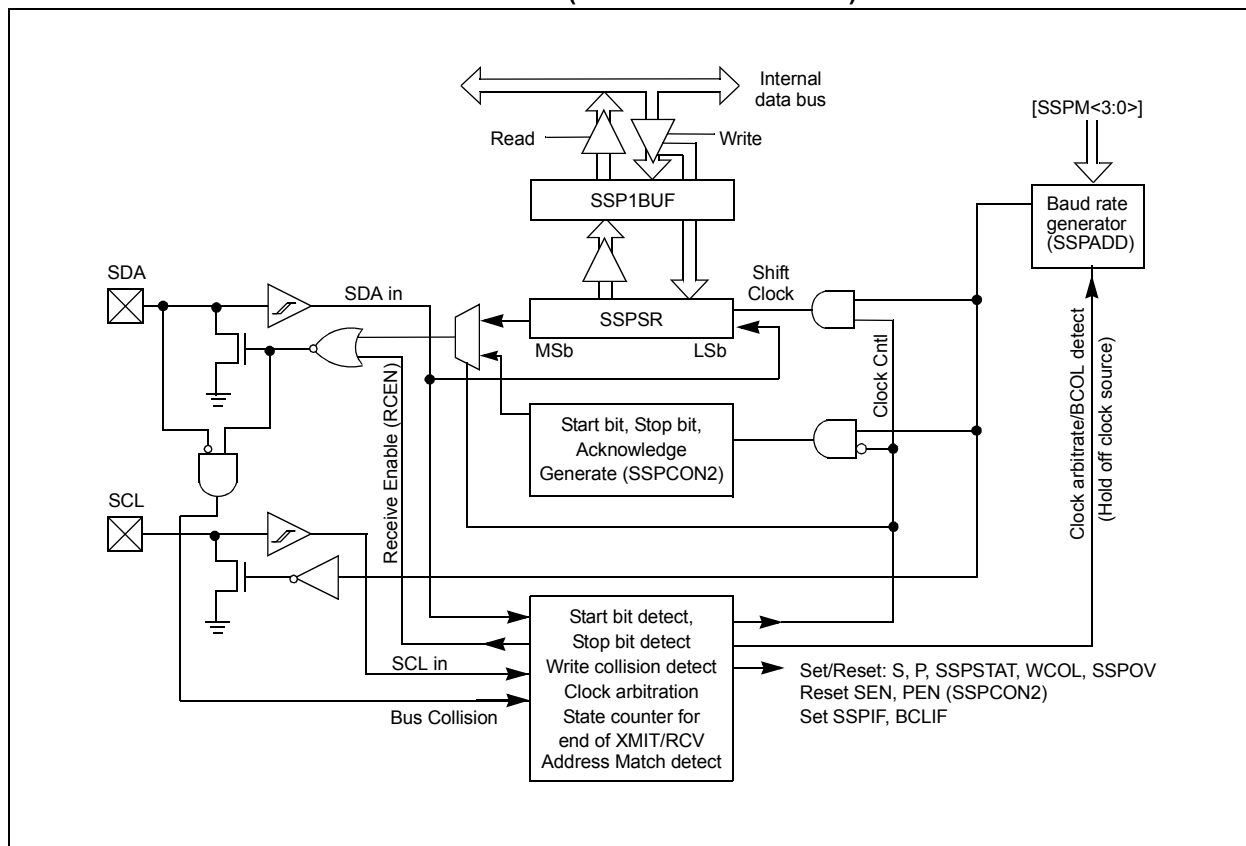 Internal
data bus
[SSPM<3:0>]
Read
Write
SSP1BUF
Baud rate
generator
(SSPADD)
SDA
SDA in
Shift
Clock
SSPSR
MSb
LSb
Receive Enable (RCEN)
Clock Cntl
Clock arbitrate/BCOL detect
(Hold off clock source)
Start bit, Stop bit,
Acknowledge
Generate (SSPCON2)
SCL
SCL in
Bus Collision
Start bit detect,
Stop bit detect
Write collision detect
Clock arbitration
State counter for
end of XMIT/RCV
Address Match detect
Set/Reset: S, P, SSPSTAT, WCOL, SSPOV
Reset SEN, PEN (SSPCON2)
Set SSPIF, BCLIF